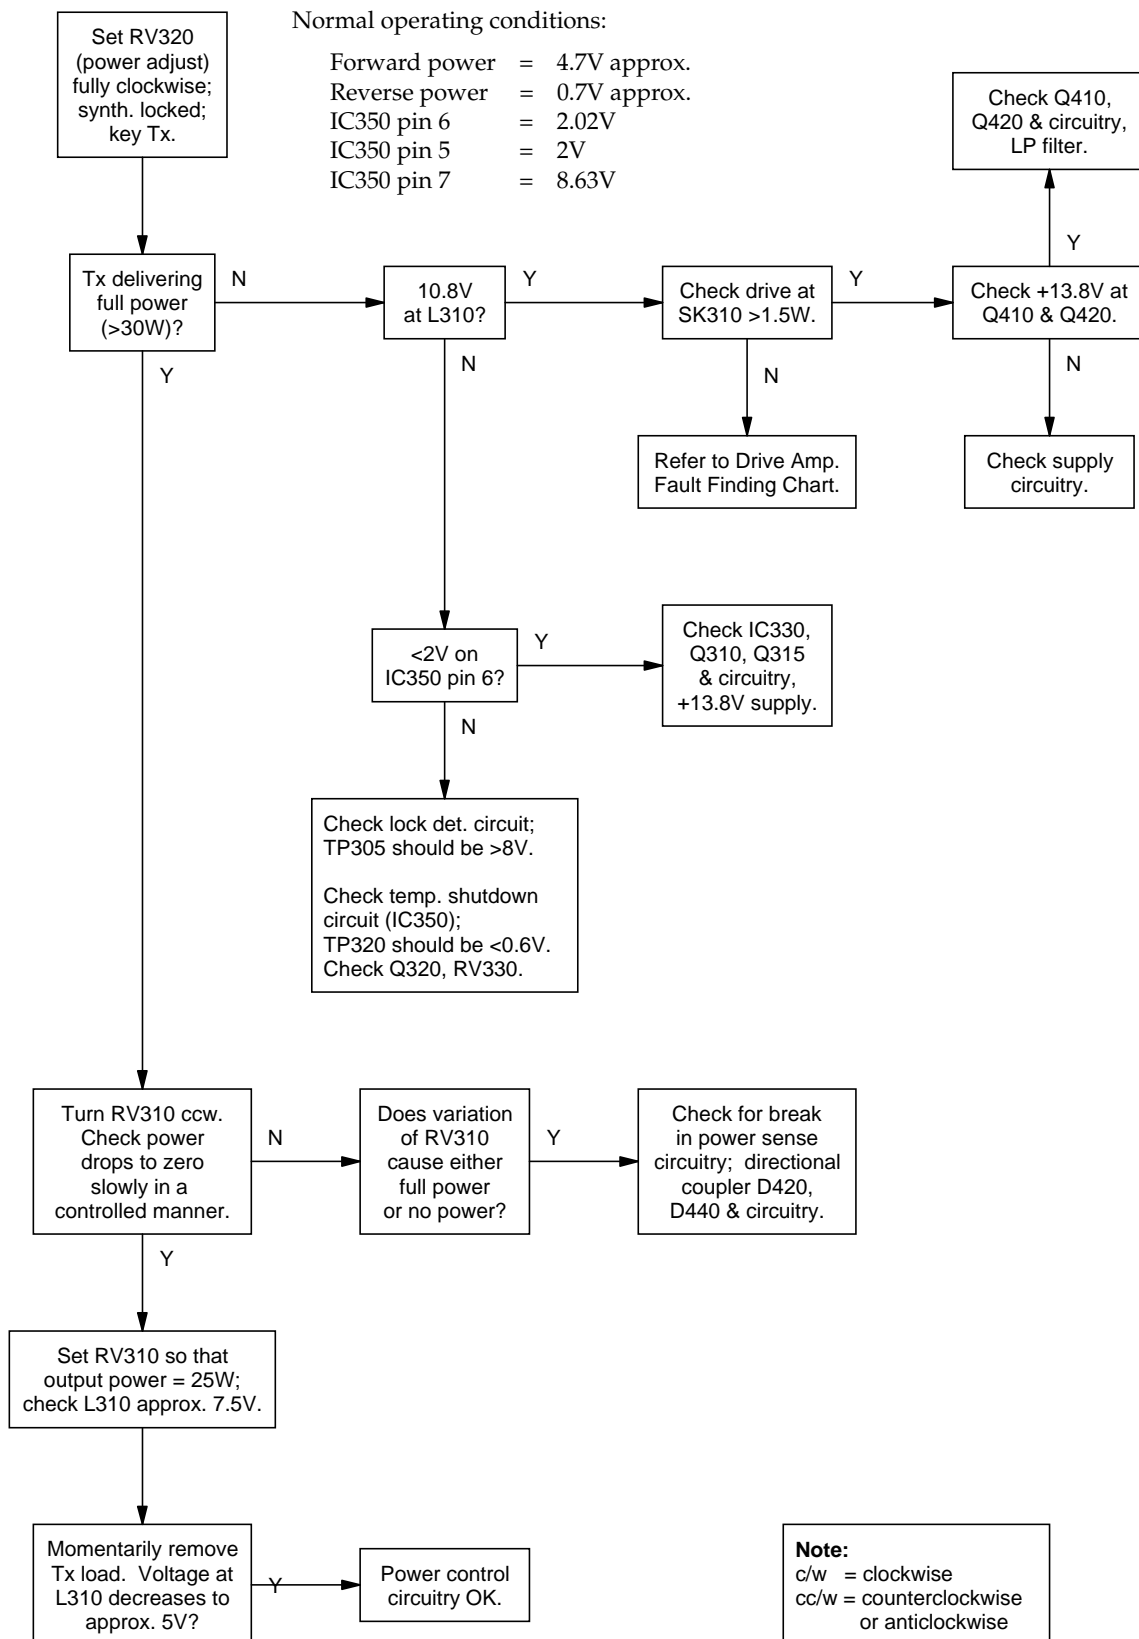 Set RV320
(power adjust)
fully clockwise;
synth. locked;
key Tx.
Normal operating conditions:
Forward power = 4.7V approx.
Reverse power = 0.7V approx.
IC350 pin 6 = 2.02V
IC350 pin 5 = 2V
IC350 pin 7 = 8.63V
Check Q410,
Q420 & circuitry,
LP filter.
Y
Tx delivering
full power
(>30W)?
N
10.8V
at L310?
Y
Check drive at
SK310 >1.5W.
Y
Check +13.8V at
Q410 & Q420.
Y
N
N
N
Refer to Drive Amp.
Fault Finding Chart.
Check supply
circuitry.
<2V on
IC350 pin 6?
Y
Check IC330,
Q310, Q315
& circuitry,
+13.8V supply.
N
Check lock det. circuit;
TP305 should be >8V.
Check temp. shutdown
circuit (IC350);
TP320 should be <0.6V.
Check Q320, RV330.
Turn RV310 ccw.
Check power
drops to zero
slowly in a
controlled manner.
N
Does variation
of RV310
cause either
full power
or no power?
Y
Check for break
in power sense
circuitry; directional
coupler D420,
D440 & circuitry.
Y
Set RV310 so that
output power = 25W;
check L310 approx. 7.5V.
Momentarily remove
Tx load. Voltage at
L310 decreases to
approx. 5V?
Y
Power control
circuitry OK.
Note:
c/w = clockwise
cc/w = counterclockwise
or anticlockwise